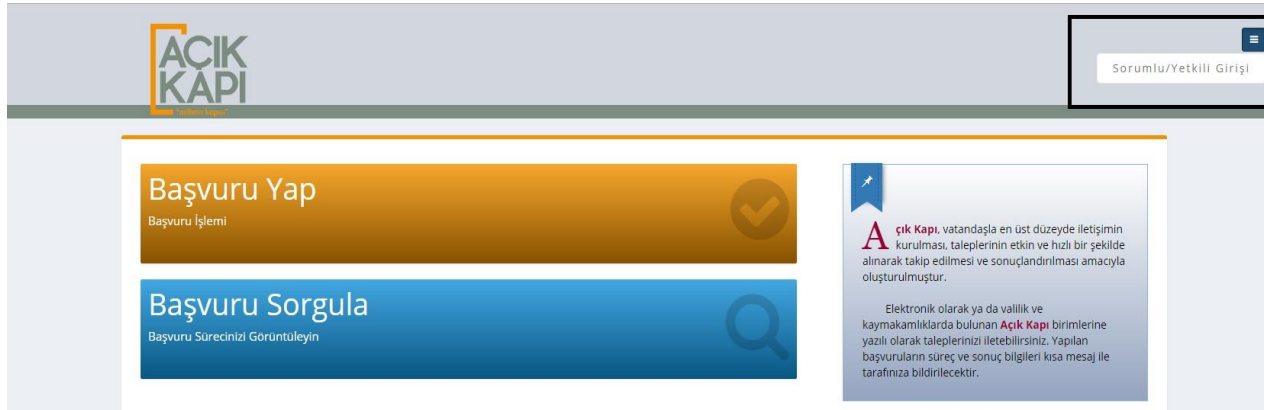 AÇIK
KAPI
"milletin kapısı"
Sorumlu/Yetkili Girişi
Başvuru Yap
Başvuru İşlemi
Başvuru Sorgula
Başvuru Sürecinizi Görüntüleyin
Açık Kapı, vatandaşla en üst düzeyde iletişimin
kurulması, taleplerinin etkin ve hızlı bir şekilde
alınarak takip edilmesi ve sonuçlandırılması amacıyla
oluşturulmuştur.
Elektronik olarak ya da valilik ve
kaymakamlıklarda bulunan Açık Kapı birimlerine
yazılı olarak taleplerinizi iletebilirsiniz. Yapılan
başvuruların süreç ve sonuç bilgileri kısa mesaj ile
tarafınıza bildirilecektir.